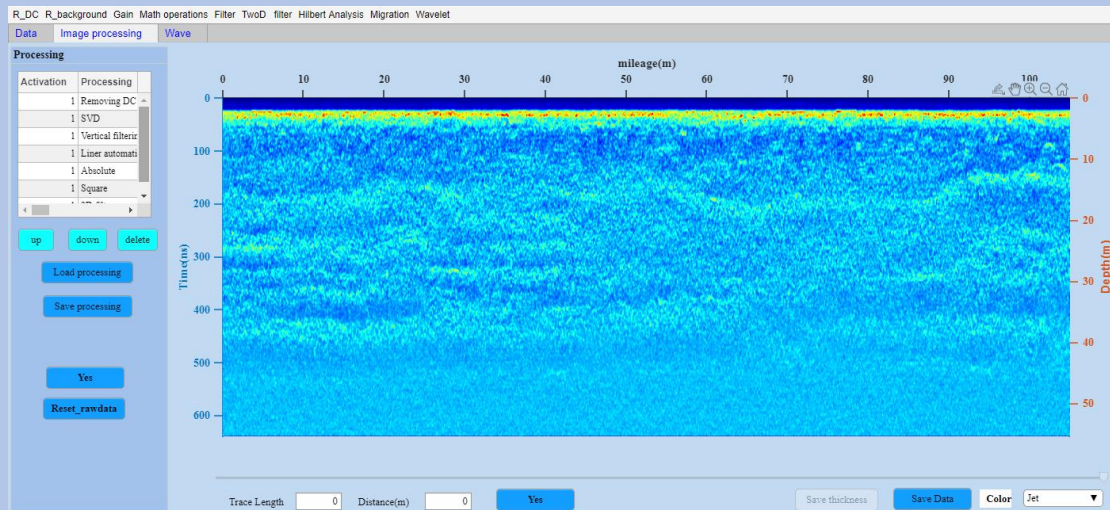 R_DC R_background Gain Math operations Filter TwoD filter Hilbert Analysis Migration Wavelet
Data Image processing Wave
Processing
Activation Processing
1 Removing DC
1 SVD
1 Vertical filterin
1 Liner automati
1 Absolute
1 Square
up down delete
Load processing
Save processing
Yes
Reset_rawdata
mileage(m)
0 10 20 30 40 50 60 70 80 90 100
0
100
200
300
400
500
600
Time(ns)
0
10
20
30
40
50
Depth(m)
Trace Length 0 Distance(m) 0 Yes Save thickness Save Data Color Jet